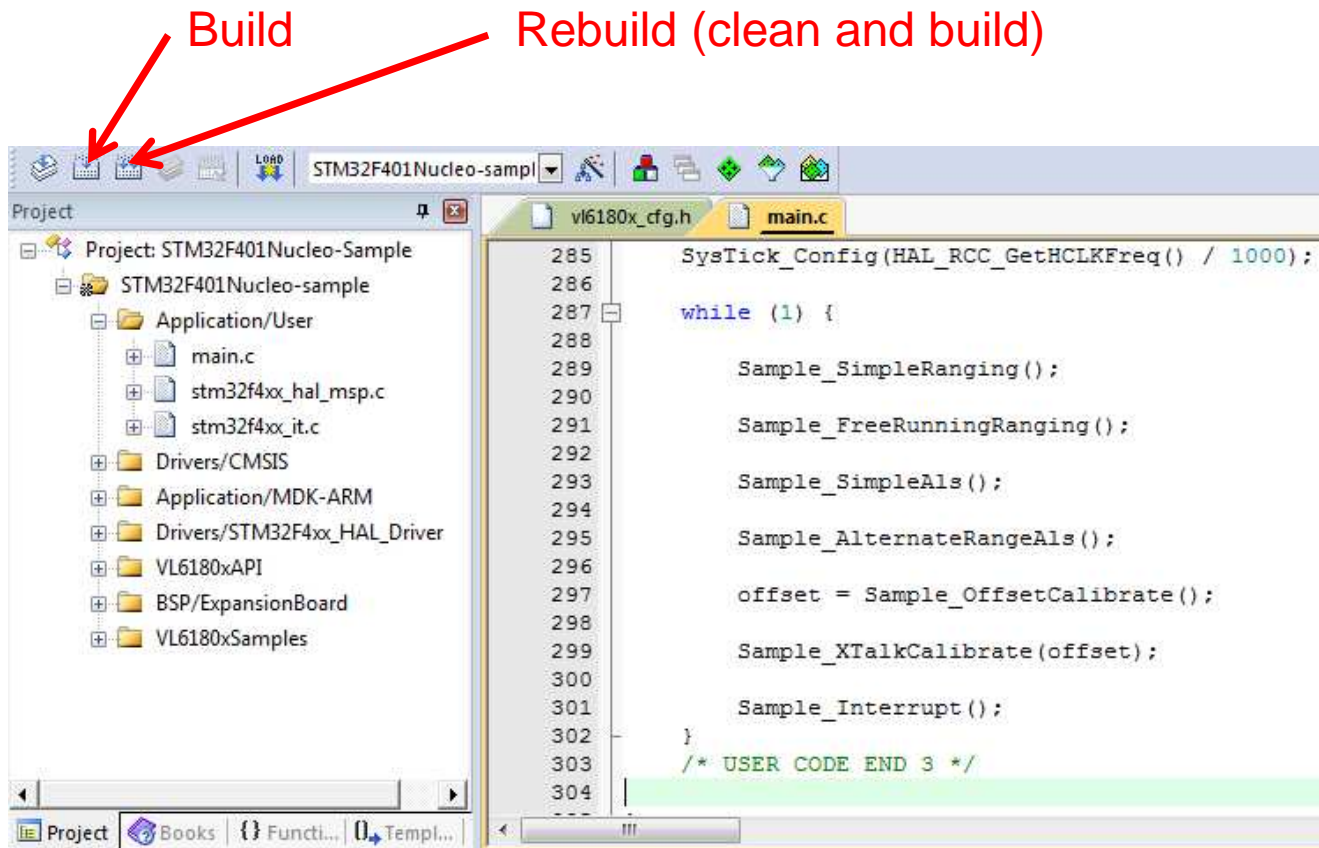 Build
Rebuild (clean and build)
LOAD
STM32F401Nucleo-sampl
Project
Project: STM32F401Nucleo-Sample
STM32F401Nucleo-sample
Application/User
main.c
stm32f4xx_hal_msp.c
stm32f4xx_it.c
Drivers/CMSIS
Application/MDK-ARM
Drivers/STM32F4xx_HAL_Driver
VL6180xAPI
BSP/ExpansionBoard
VL6180xSamples
Project
Books
{} Functi...
0 Templ...
vl6180x_cfg.h
main.c
285 SysTick_Config(HAL_RCC_GetHCLKFreq() / 1000);
286
287 while (1) {
288
289 Sample_SimpleRanging();
290
291 Sample_FreeRunningRanging();
292
293 Sample_SimpleAls();
294
295 Sample_AlternateRangeAls();
296
297 offset = Sample_OffsetCalibrate();
298
299 Sample_XTalkCalibrate(offset);
300
301 Sample_Interrupt();
302 }
303 /* USER CODE END 3 */
304